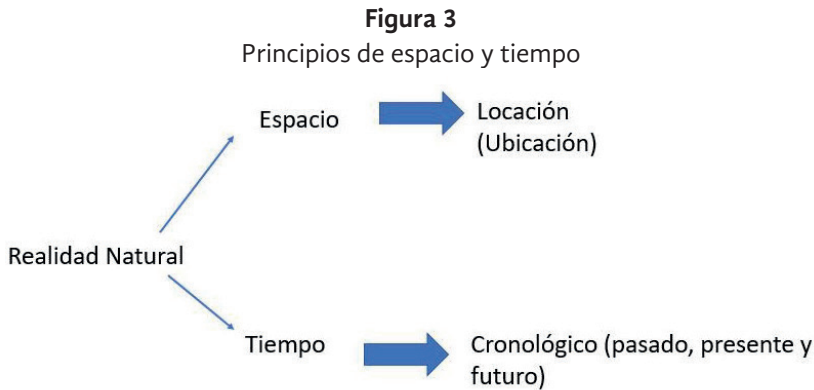 Figura 3
Principios de espacio y tiempo
Espacio
Locación
(Ubicación)
Realidad Natural
Tiempo
Cronológico (pasado, presente y
futuro)